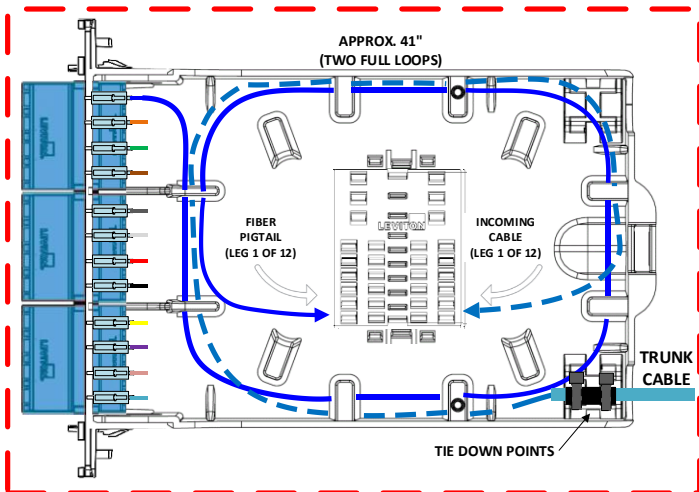 APPROX. 41"
(TWO FULL LOOPS)
LEVITON
FIBER
PIGTAIL
(LEG 1 OF 12)
INCOMING
CABLE
(LEG 1 OF 12)
TRUNK
CABLE
TIE DOWN POINTS